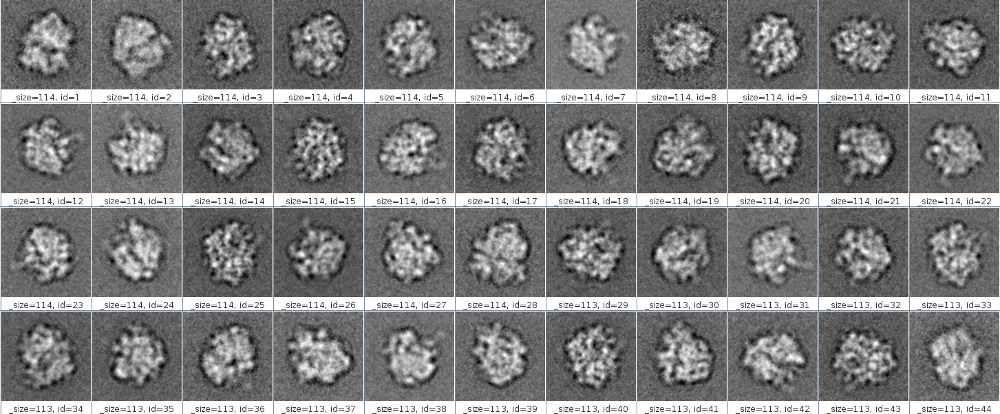 _size=114, id=1 _size=114, id=2 _size=114, id=3 _size=114, id=4 _size=114, id=5 _size=114, id=6 _size=114, id=7 _size=114, id=8 _size=114, id=9 _size=114, id=10 _size=114, id=11
_size=114, id=12 _size=114, id=13 _size=114, id=14 _size=114, id=15 _size=114, id=16 _size=114, id=17 _size=114, id=18 _size=114, id=19 _size=114, id=20 _size=114, id=21 _size=114, id=22
_size=114, id=23 _size=114, id=24 _size=114, id=25 _size=114, id=26 _size=114, id=27 _size=114, id=28 _size=113, id=29 _size=113, id=30 _size=113, id=31 _size=113, id=32 _size=113, id=33
_size=113, id=34 _size=113, id=35 _size=113, id=36 _size=113, id=37 _size=113, id=38 _size=113, id=39 _size=113, id=40 _size=113, id=41 _size=113, id=42 _size=113, id=43 _size=113, id=44